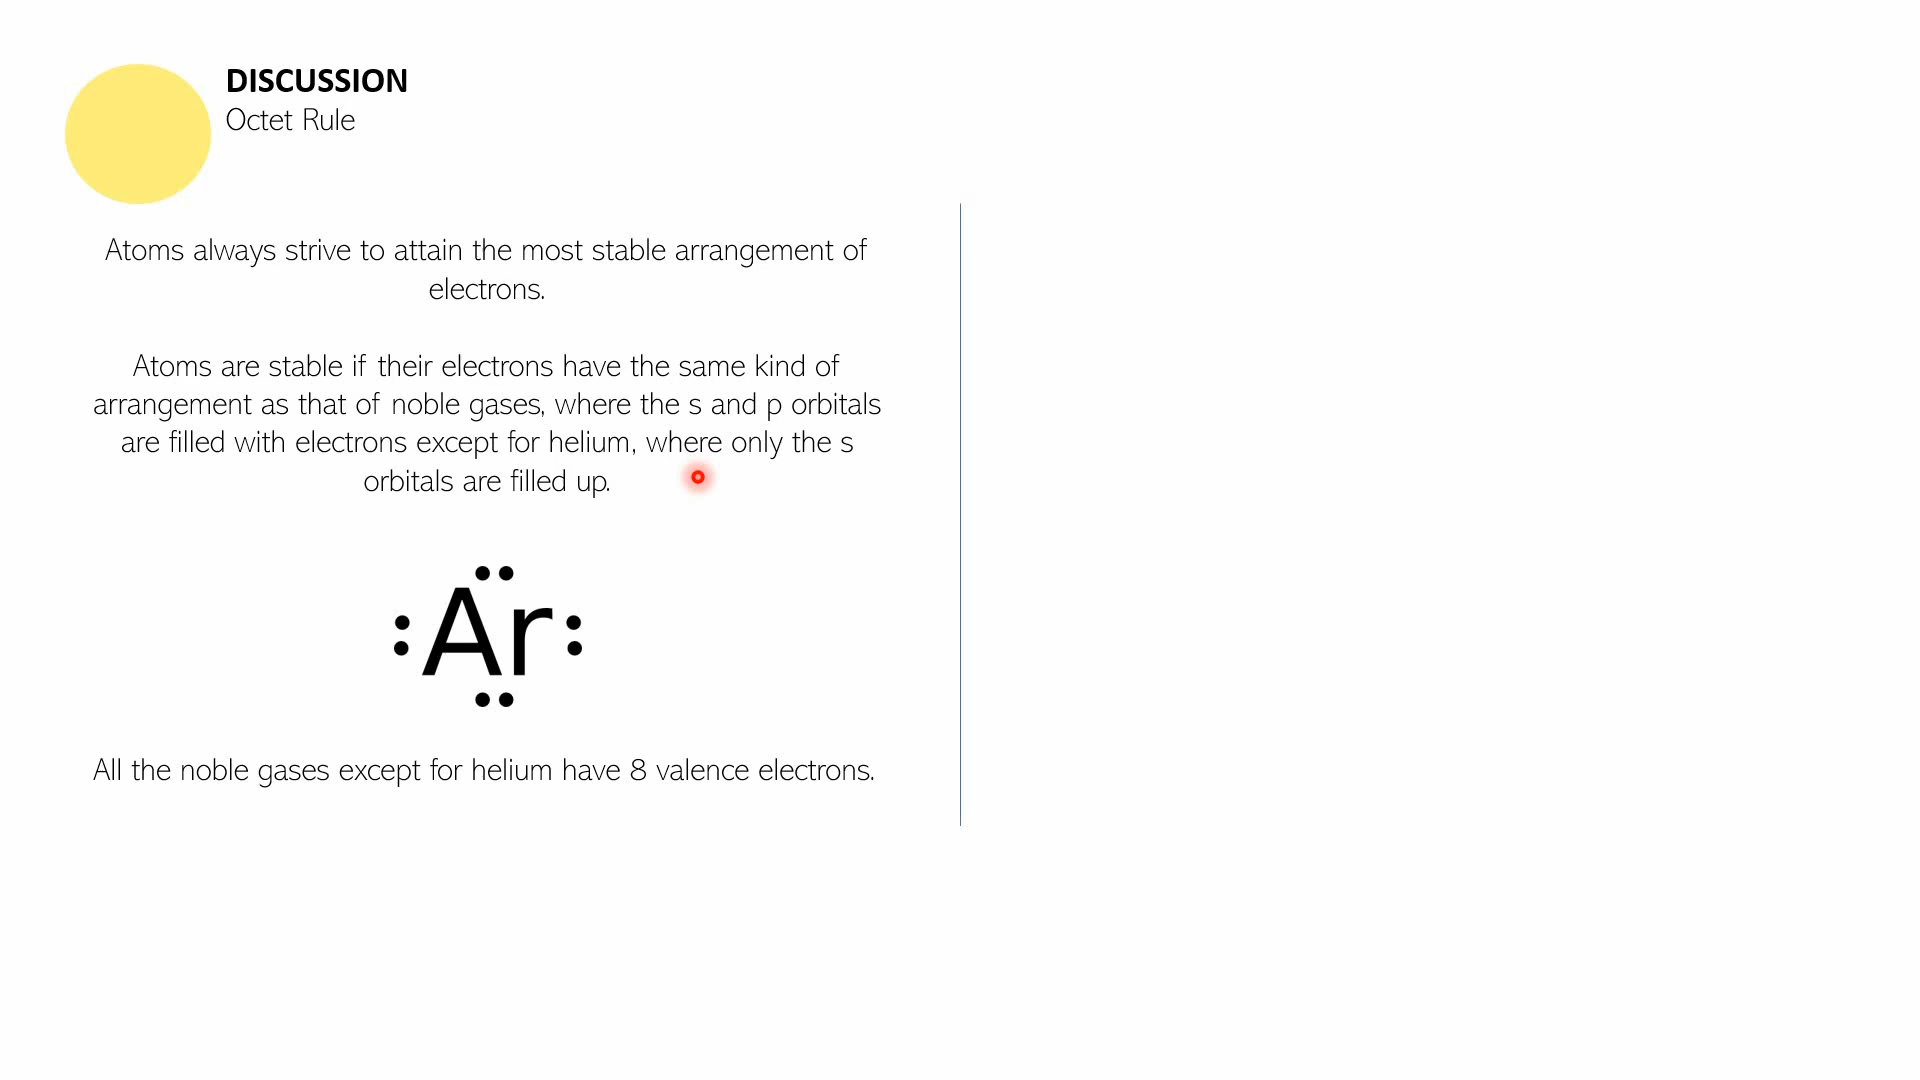 DISCUSSION
Octet Rule
Atoms always strive to attain the most stable arrangement of
electrons.
Atoms are stable if their electrons have the same kind of
arrangement as that of noble gases, where the s and p orbitals
are filled with electrons except for helium, where only the s
orbitals are filled up.
Ar
All the noble gases except for helium have 8 valence electrons.